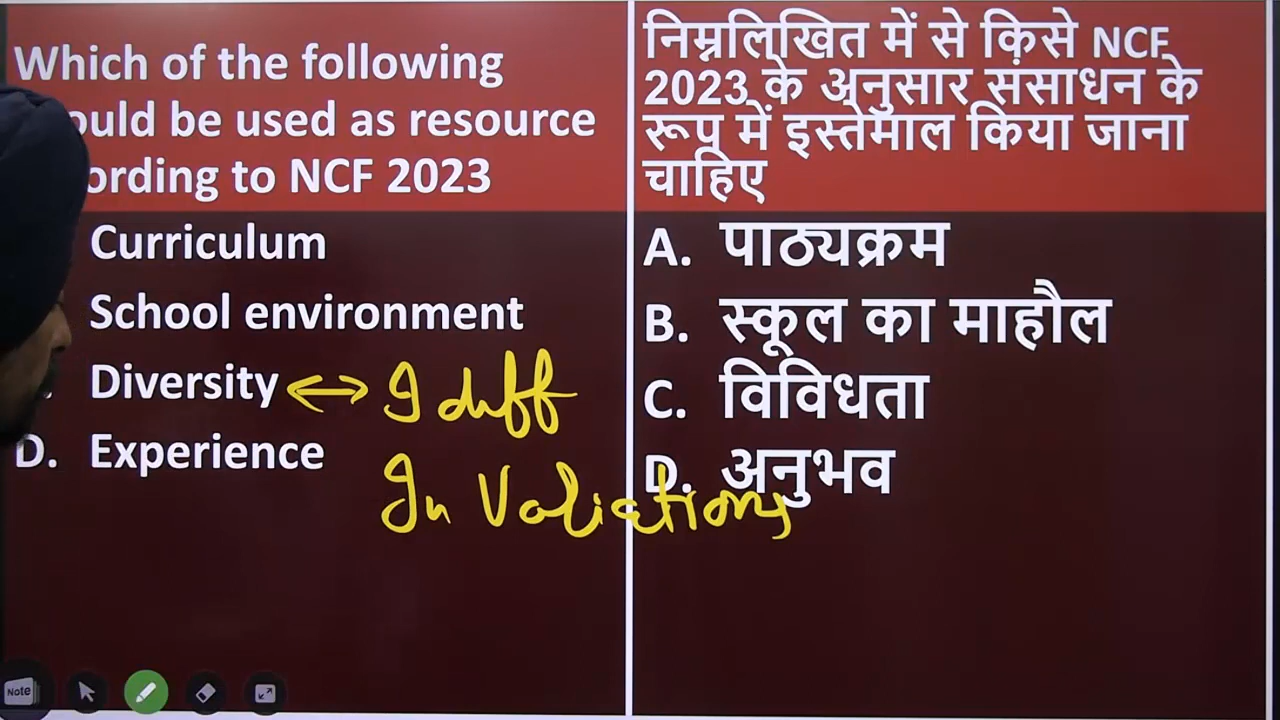 Which of the following
ould be used as resource
ording to NCF 2023
Curriculum
School environment
Diversity
D. Experience
निम्नलिखित में से किसे NCF
2023 के अनुसार संसाधन के
रूप में इस्तेमाल किया जाना
चाहिए
A. पाठ्यक्रम
B. स्कूल का माहौल
C. विविधता
D. अनुभव
I diff
In Variations
Note